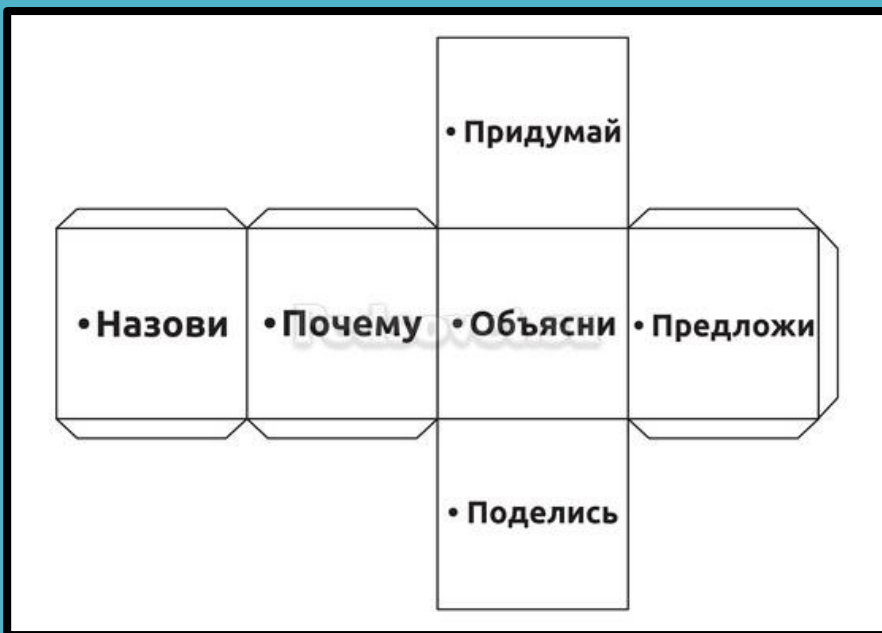 • Придумай
• Назови
• Почему
• Объясни
• Предложи
• Поделись